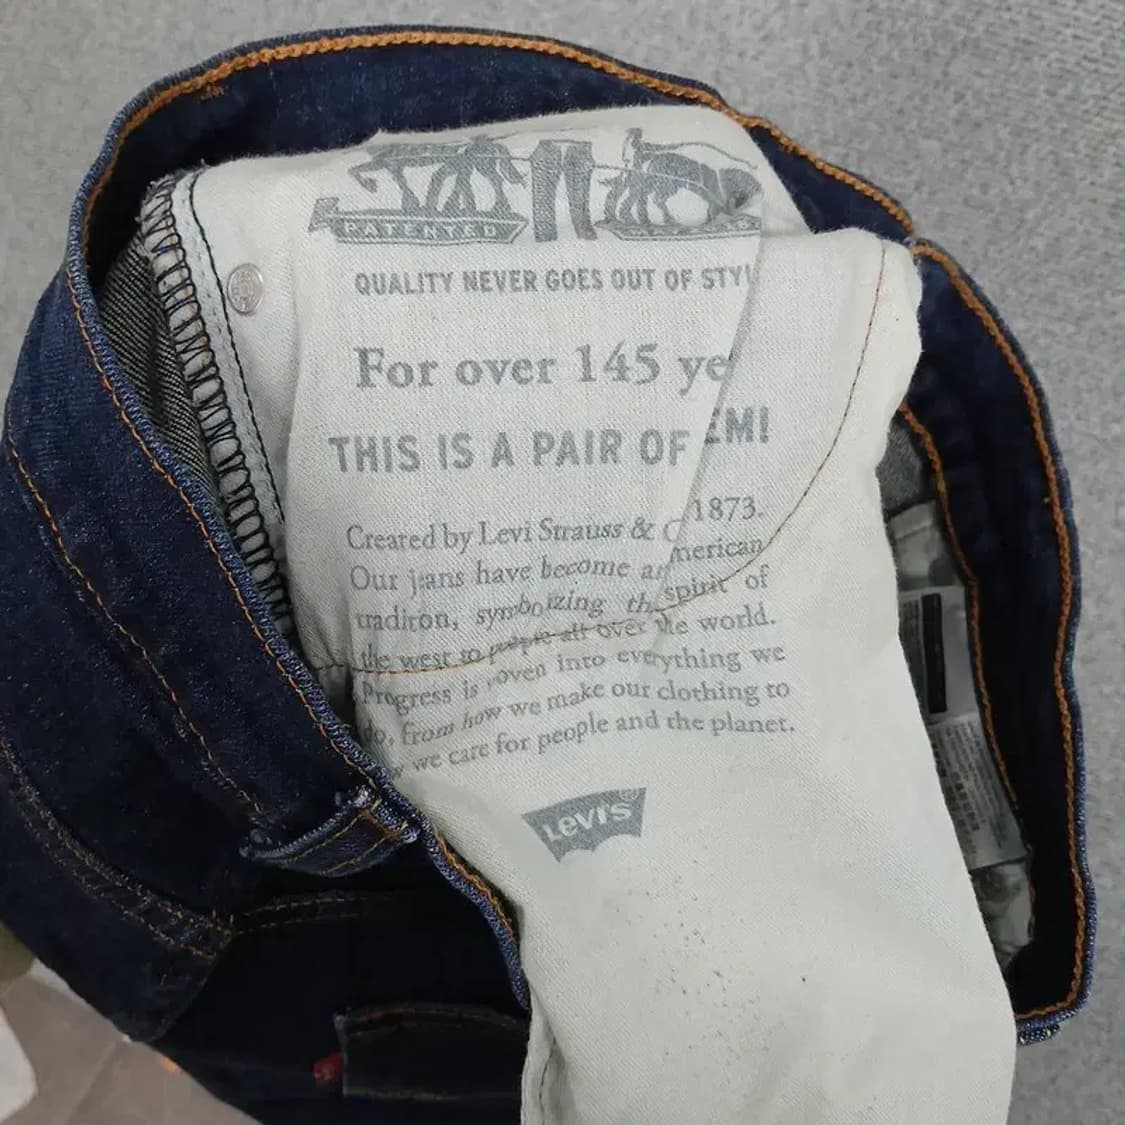 PATENTED
QUALITY NEVER GOES OUT OF STYL
For over 145 ye
THIS IS A PAIR OF EM!
Created by Levi Strauss & C 1873.
Our jeans have become an merican
tradition, symbolizing the spirit of
the west to people all over the world.
Progress is woven into everything we
do, from how we make our clothing to
w we care for people and the planet.
LEVI'S